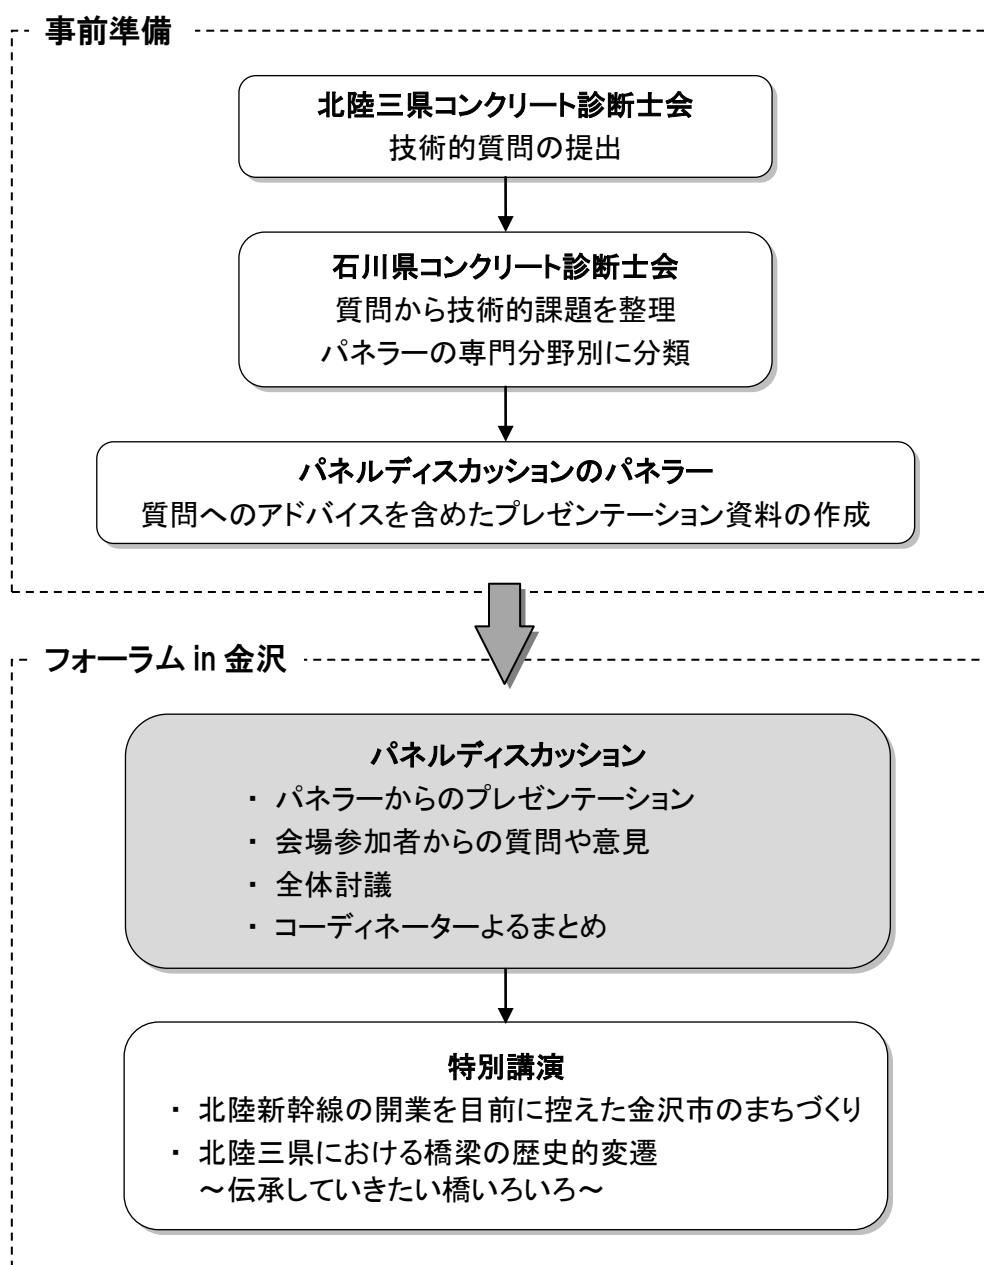 事前準備
北陸三県コンクリート診断士会
技術的質問の提出
石川県コンクリート診断士会
質問から技術的課題を整理
パネラーの専門分野別に分類
パネルディスカッションのパネラー
質問へのアドバイスを含めたプレゼンテーション資料の作成
フォーラム in 金沢
パネルディスカッション
・ パネラーからのプレゼンテーション
・ 会場参加者からの質問や意見
・ 全体討議
・ コーディネーターよるまとめ
特別講演
・ 北陸新幹線の開業を目前に控えた金沢市のまちづくり
・ 北陸三県における橋梁の歴史的変遷
～伝承していきたい橋いろいろ～